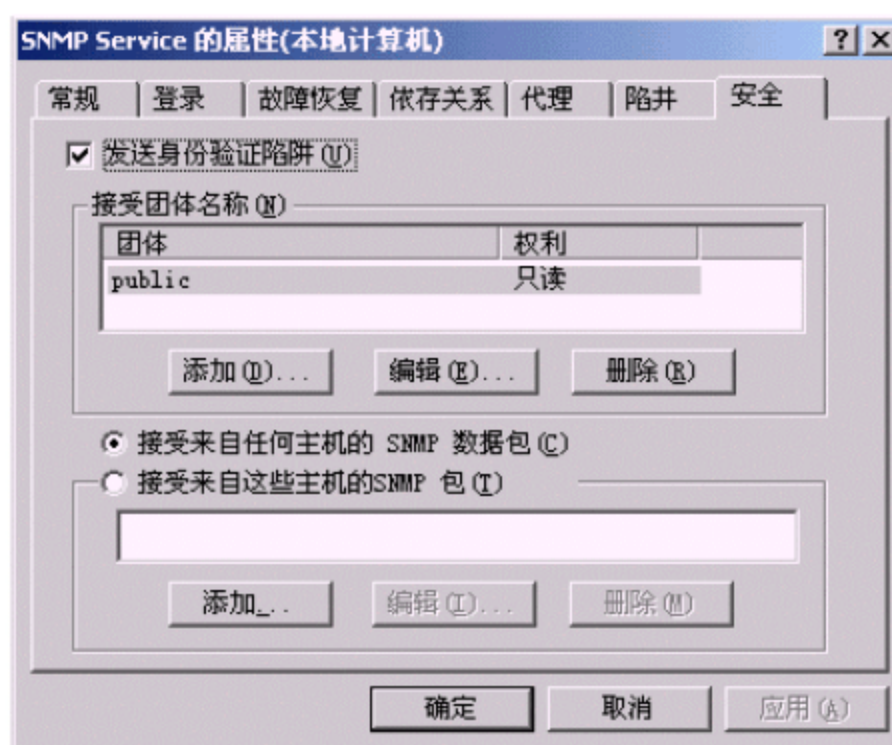 SNMP Service 的属性(本地计算机)
常规 登录 故障恢复 依存关系 代理 陷井 安全
发送身份验证陷阱(U)
接受团体名称(N)
团体 权利
public 只读
添加(D)... 编辑(E)... 删除(R)
接受来自任何主机的 SNMP 数据包(C)
接受来自这些主机的SNMP 包(T)
添加... 编辑(I)... 删除(M)
确定 取消 应用(A)